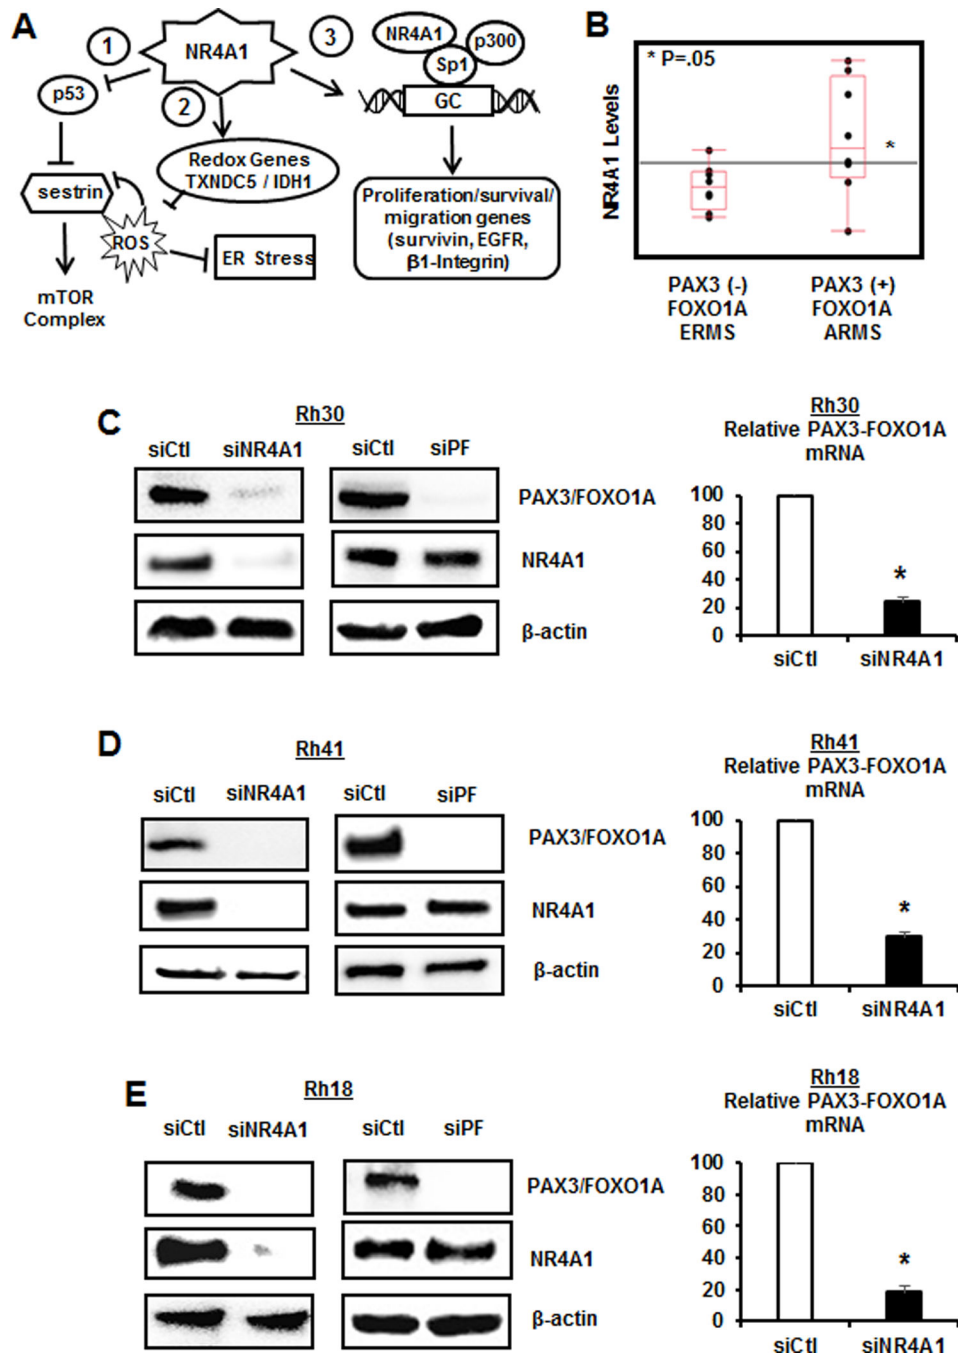 A
1
NR4A1
3
NR4A1
p300
Sp1
p53
2
GC
Redox Genes
TXNDC5 / IDH1
sestrin
ROS
ER Stress
mTOR
Complex
Proliferation/survival/
migration genes
(survivin, EGFR,
β1-Integrin)
B
* P=.05
NR4A1 Levels
*
PAX3 (-)
FOXO1A
ERMS
PAX3 (+)
FOXO1A
ARMS
C
Rh30
siCtl siNR4A1 siCtl siPF
PAX3/FOXO1A
NR4A1
β-actin
Rh30
Relative PAX3-FOXO1A
mRNA
100
80
60
40
20
0
*
siCtl siNR4A1
D
Rh41
siCtl siNR4A1 siCtl siPF
PAX3/FOXO1A
NR4A1
β-actin
Rh41
Relative PAX3-FOXO1A
mRNA
100
80
60
40
20
0
*
siCtl siNR4A1
E
Rh18
siCtl siNR4A1 siCtl siPF
PAX3/FOXO1A
NR4A1
β-actin
Rh18
Relative PAX3-FOXO1A
mRNA
100
80
60
40
20
0
*
siCtl siNR4A1